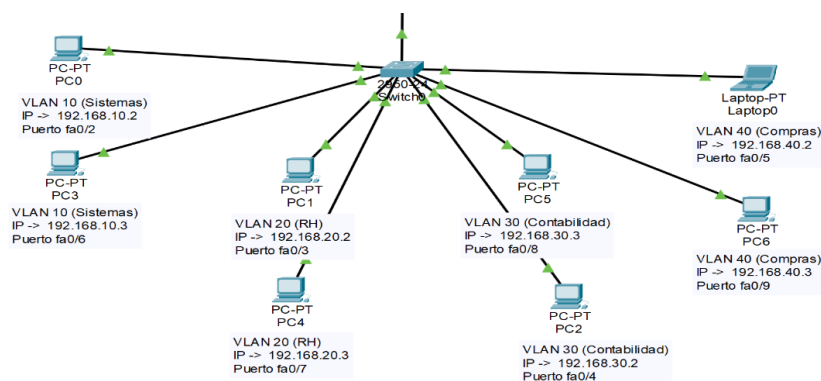 PC-PT
PC0
VLAN 10 (Sistemas)
IP -> 192.168.10.2
Puerto fa0/2
2950-24
Switch0
Laptop-PT
Laptop0
VLAN 40 (Compras)
IP -> 192.168.40.2
Puerto fa0/5
PC-PT
PC3
VLAN 10 (Sistemas)
IP -> 192.168.10.3
Puerto fa0/6
PC-PT
PC1
VLAN 20 (RH)
IP -> 192.168.20.2
Puerto fa0/3
PC-PT
PC5
VLAN 30 (Contabilidad)
IP -> 192.168.30.3
Puerto fa0/8
PC-PT
PC6
VLAN 40 (Compras)
IP -> 192.168.40.3
Puerto fa0/9
PC-PT
PC4
VLAN 20 (RH)
IP -> 192.168.20.3
Puerto fa0/7
PC-PT
PC2
VLAN 30 (Contabilidad)
IP -> 192.168.30.2
Puerto fa0/4